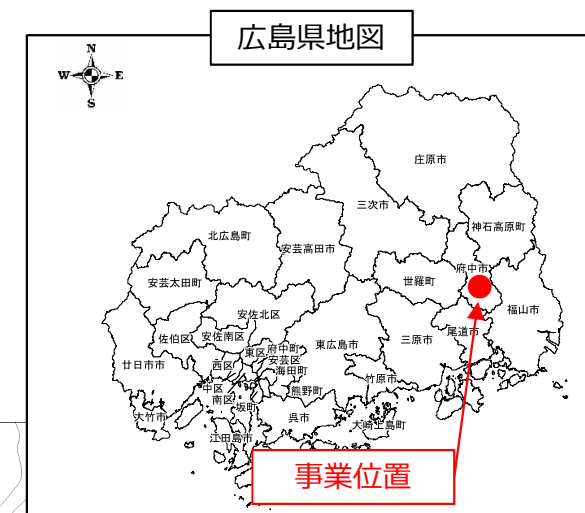 広島県地図
N
W E
S
庄原市
三次市
神石高原町
北広島町
安芸高田市
府中市
世羅町
安芸太田町
福山市
安佐北区
佐伯区
安佐南区
東広島市
三原市
尾道市
東区
府中町
安芸区
西区
海田町
廿日市市
竹原市
中区
熊野町
南区
坂町
呉市
大竹市
大崎上島町
江田島市
事業位置